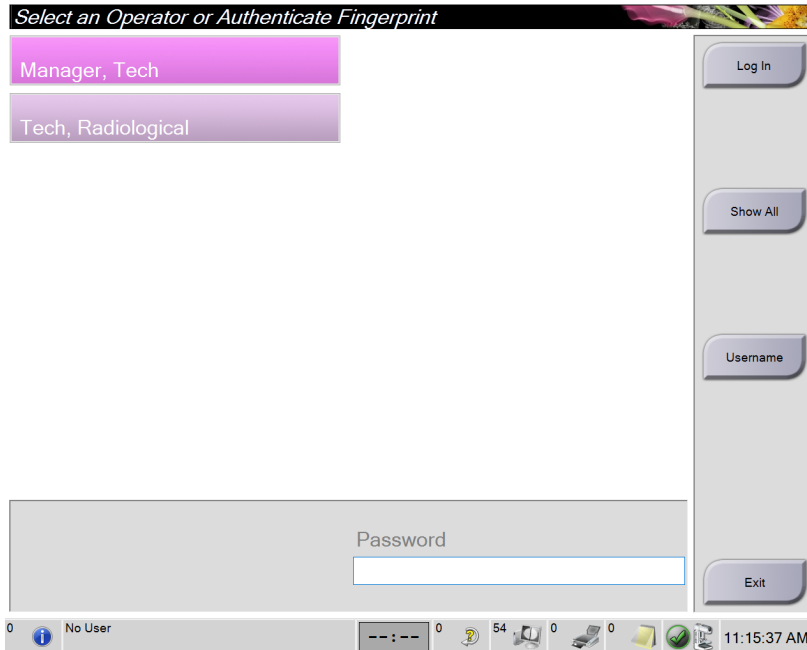 Select an Operator or Authenticate Fingerprint
Manager, Tech
Log In
Tech, Radiological
Show All
Username
Password
Exit
0
No User
--:--
0
54
0
0
11:15:37 AM